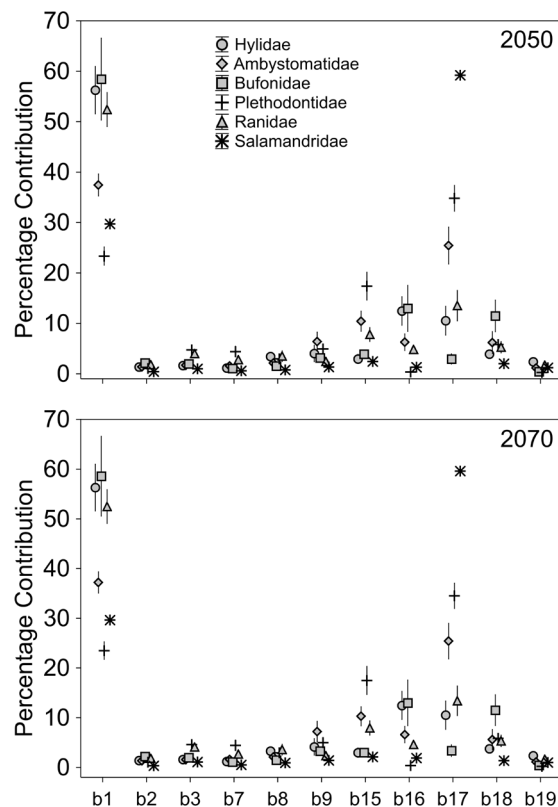 70
2050
60
50
40
30
20
10
0
Percentage Contribution
Hylidae
Ambystomatidae
Bufonidae
Plethodontidae
Ranidae
Salamandridae
70
2070
60
50
40
30
20
10
0
Percentage Contribution
b1 b2 b3 b7 b8 b9 b15 b16 b17 b18 b19